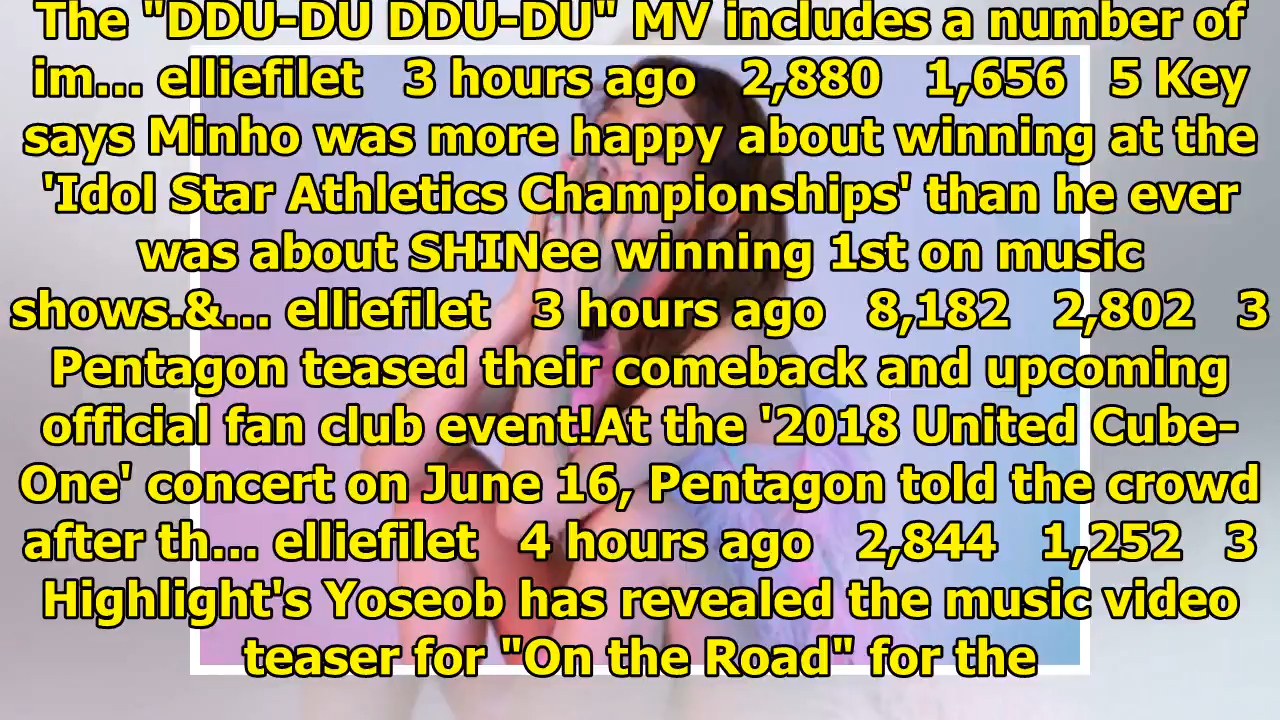 The "DDU-DU DDU-DU" MV includes a number of
im... elliefilet 3 hours ago 2,880 1,656 5 Key
says Minho was more happy about winning at the
'Idol Star Athletics Championships' than he ever
was about SHINee winning 1st on music
shows.&... elliefilet 3 hours ago 8,182 2,802 3
Pentagon teased their comeback and upcoming
official fan club event!At the '2018 United Cube-
One' concert on June 16, Pentagon told the crowd
after th... elliefilet 4 hours ago 2,844 1,252 3
Highlight's Yoseob has revealed the music video
teaser for "On the Road" for the